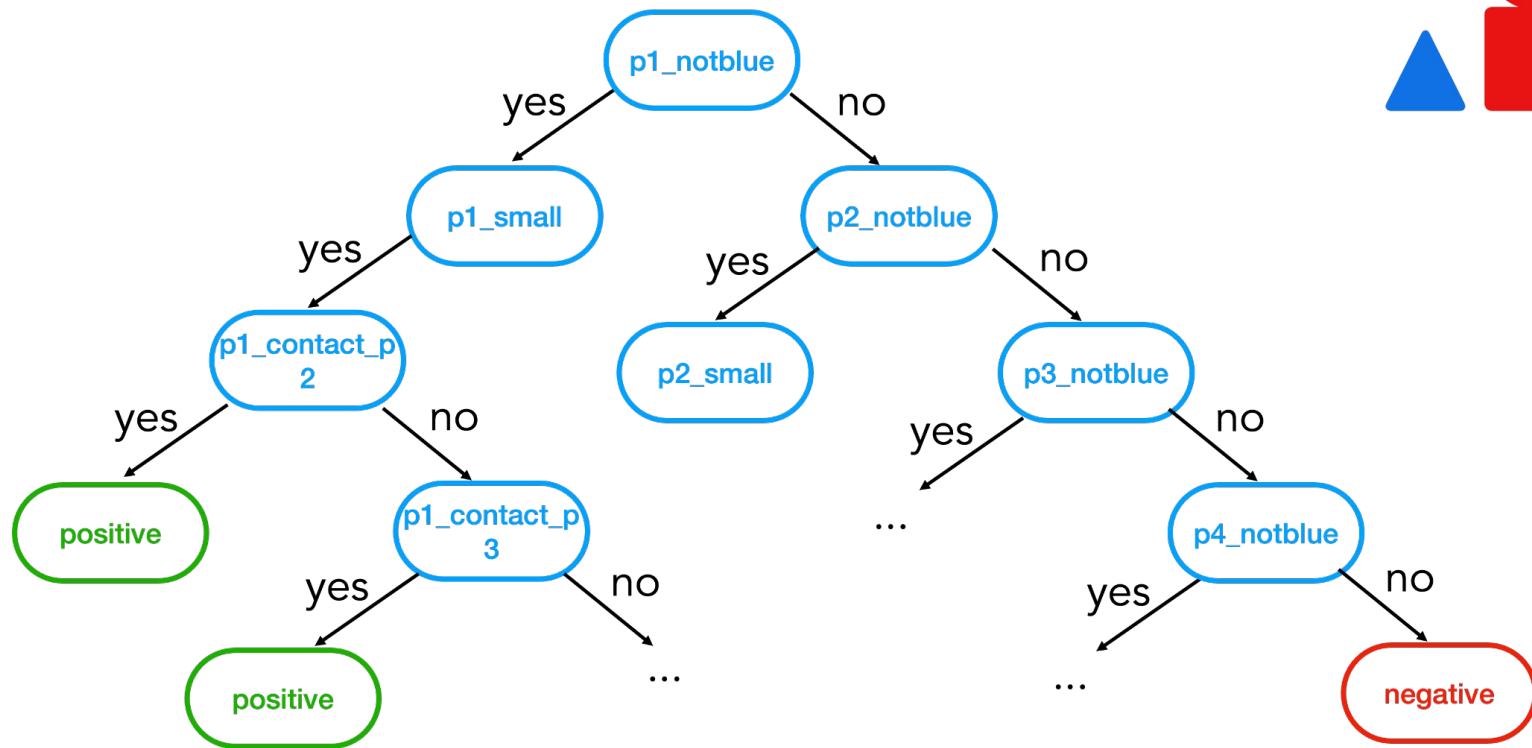 p1_notblue
yes
no
p1_small
p2_notblue
yes
yes
no
p1_contact_p
2
p2_small
p3_notblue
yes
no
yes
no
positive
p1_contact_p
3
...
p4_notblue
yes
no
yes
no
positive
...
...
negative